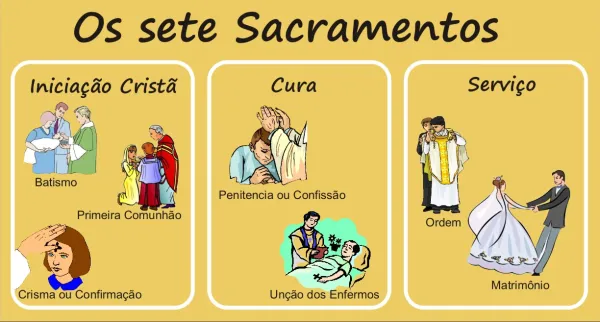 Os sete Sacramentos
Iniciação Cristã
Batismo
Primeira Comunhão
Crisma ou Confirmação
Cura
Penitencia ou Confissão
Unção dos Enfermos
Serviço
Ordem
Matrimônio